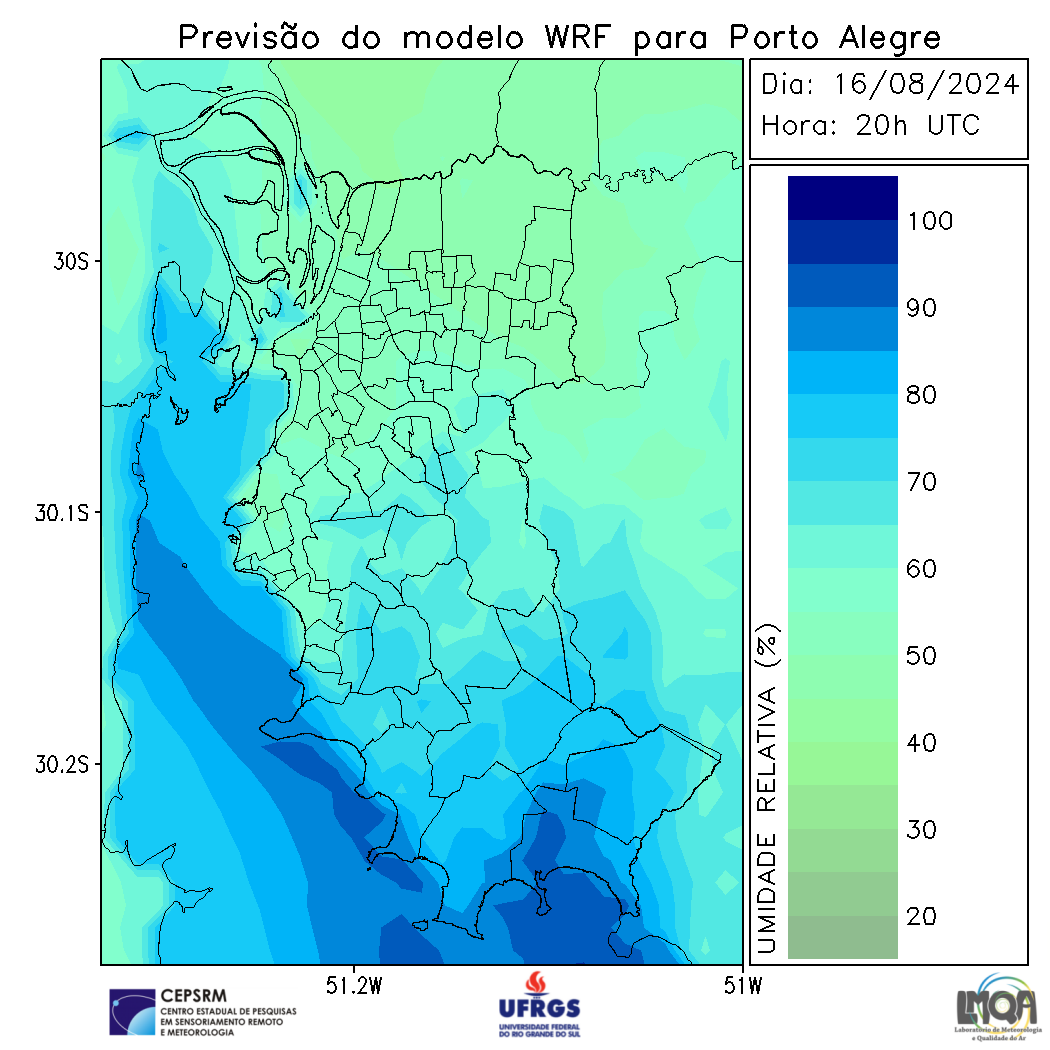 Previsão do modelo WRF para Porto Alegre
Dia: 16/08/2024
Hora: 20h UTC
30S
30.1S
30.2S
51.2W
51W
100
90
80
70
60
50
40
30
20
UMIDADE RELATIVA (%)
CEPSRM
CENTRO ESTADUAL DE PESQUISAS
EM SENSORIAMENTO REMOTO
E METEOROLOGIA
UFRGS
UNIVERSIDADE FEDERAL
DO RIO GRANDE DO SUL
LMQA
Laboratório de Meteorologia
e Qualidade do Ar